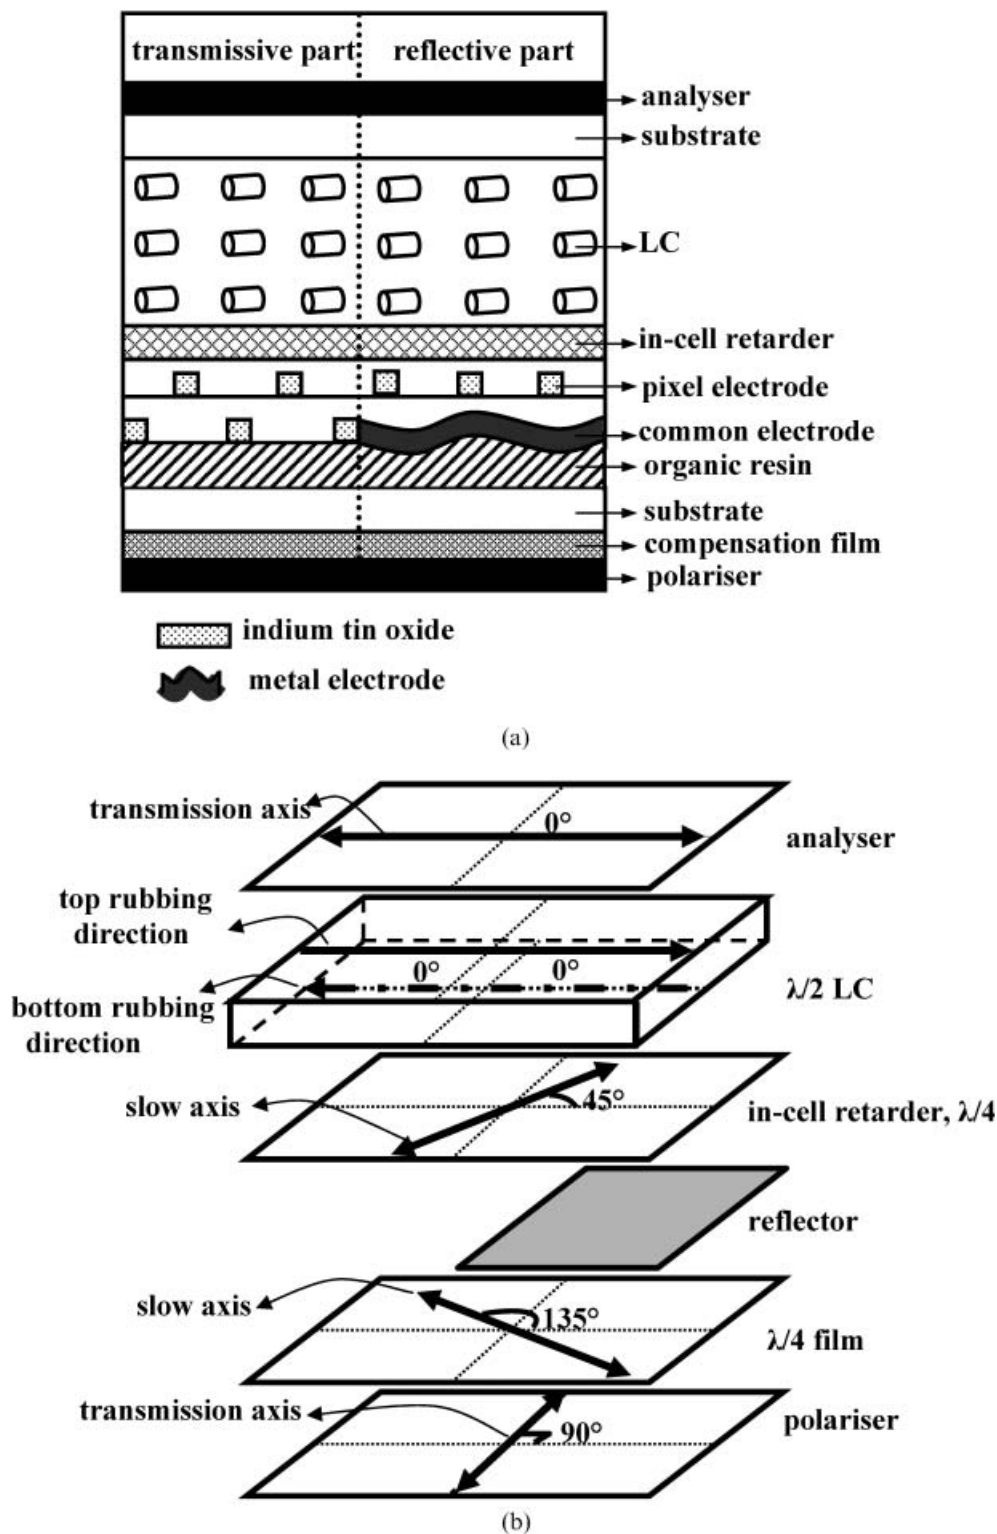 transmissive part
reflective part
analyser
substrate
LC
in-cell retarder
pixel electrode
common electrode
organic resin
substrate
compensation film
polariser
indium tin oxide
metal electrode
(a)
transmission axis
0°
analyser
top rubbing
direction
0°
0°
λ/2 LC
bottom rubbing
direction
slow axis
45°
in-cell retarder, λ/4
reflector
slow axis
135°
λ/4 film
transmission axis
90°
polariser
(b)